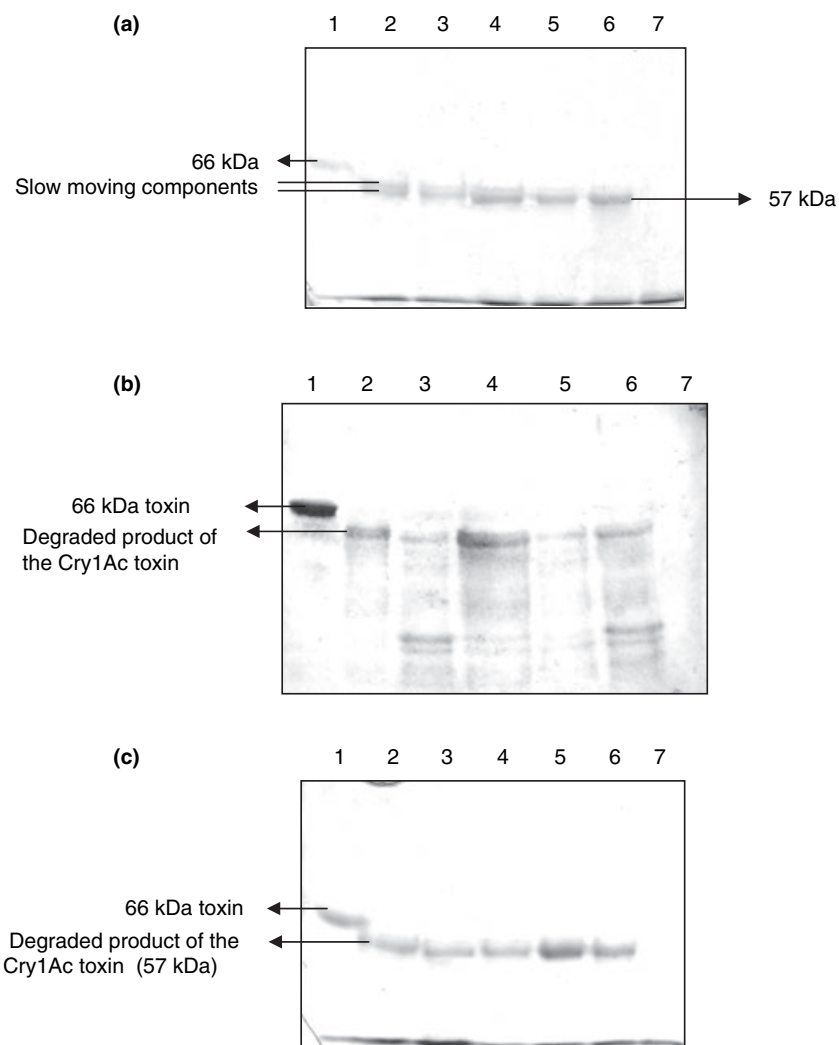 (a) 1 2 3 4 5 6 7
66 kDa
Slow moving components
57 kDa
(b) 1 2 3 4 5 6 7
66 kDa toxin
Degraded product of
the Cry1Ac toxin
(c) 1 2 3 4 5 6 7
66 kDa toxin
Degraded product of the
Cry1Ac toxin (57 kDa)